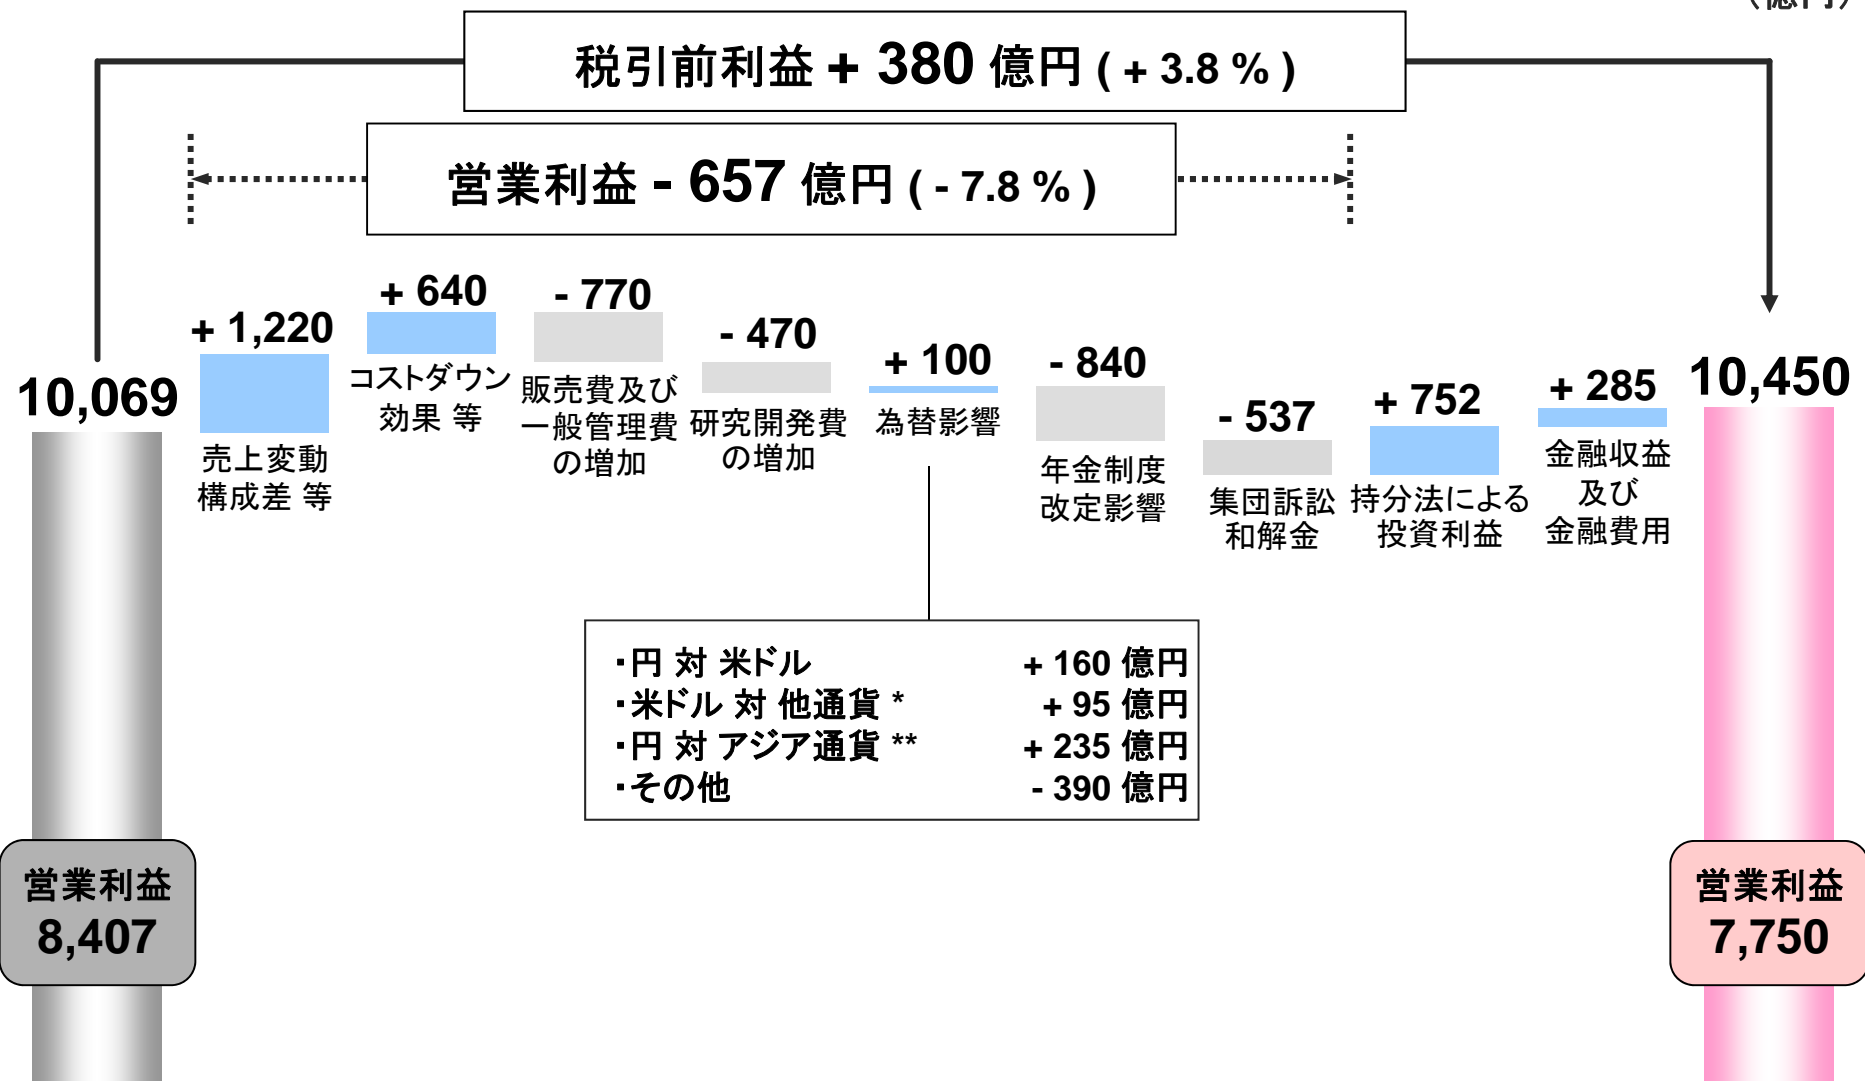 (億円)
税引前利益 + 380 億円 ( + 3.8 % )
営業利益 - 657 億円 ( - 7.8 % )
10,069
+ 1,220
売上変動
構成差 等
+ 640
コストダウン
効果 等
- 770
販売費及び
一般管理費
の増加
- 470
研究開発費
の増加
+ 100
為替影響
- 840
年金制度
改定影響
- 537
集団訴訟
和解金
+ 752
持分法による
投資利益
+ 285
金融収益
及び
金融費用
10,450
・円 対 米ドル + 160 億円
・米ドル 対 他通貨 * + 95 億円
・円 対 アジア通貨 ** + 235 億円
・その他 - 390 億円
営業利益
8,407
営業利益
7,750